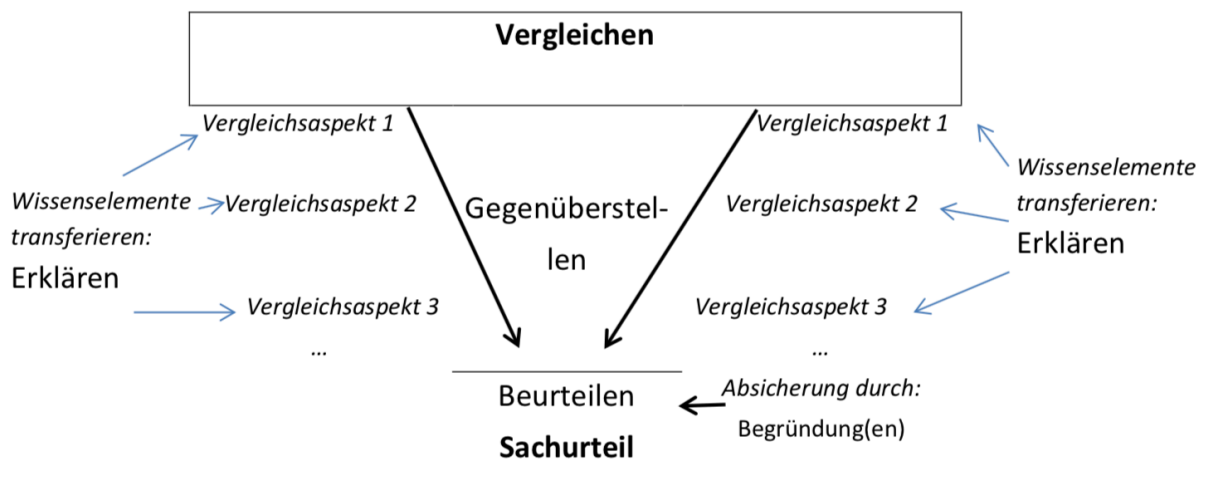 Vergleichen
Vergleichsaspekt 1
Vergleichsaspekt 1
Wissenselemente
transferieren:
Erklären
Vergleichsaspekt 2
Gegenüberstel-
len
Vergleichsaspekt 2
Wissenselemente
transferieren:
Erklären
Vergleichsaspekt 3
...
Vergleichsaspekt 3
...
Beurteilen
Sachurteil
Absicherung durch:
Begründung(en)